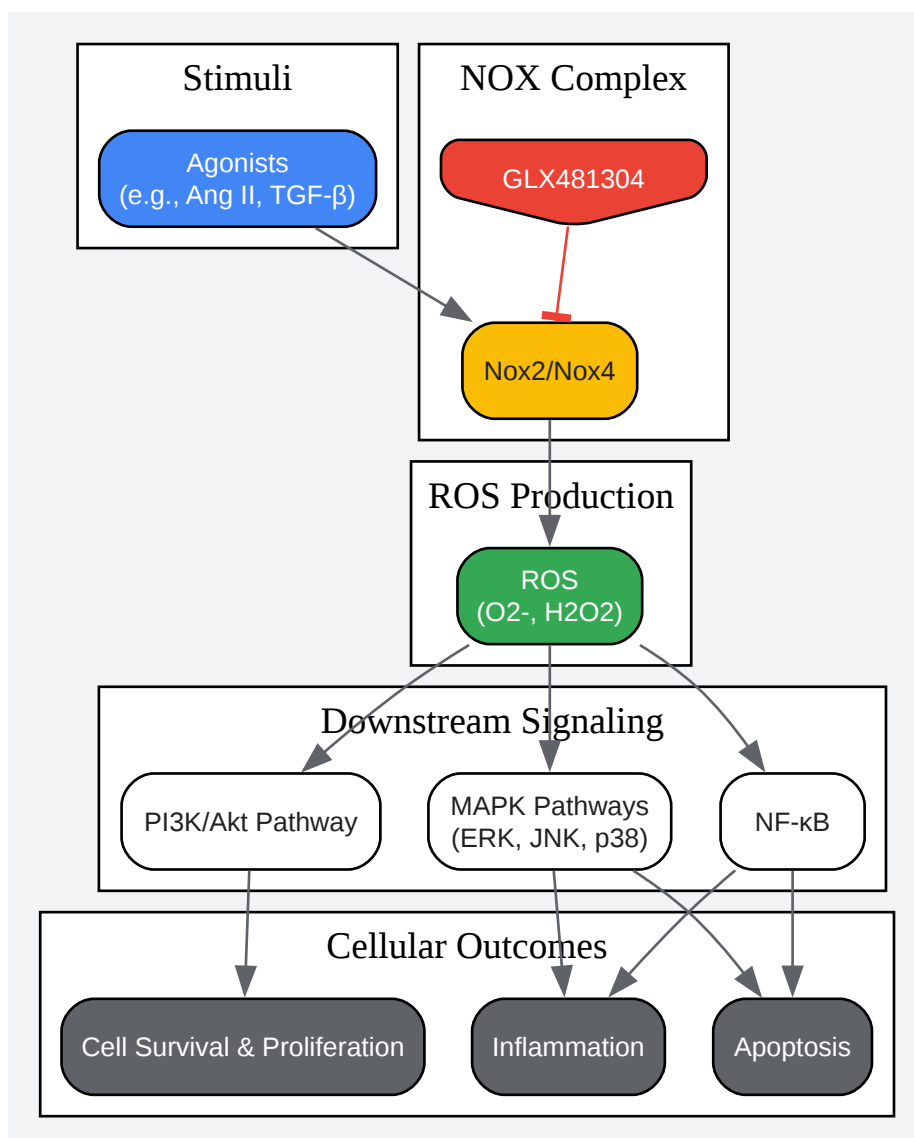 Stimuli
NOX Complex
Agonists
(e.g., Ang II, TGF-β)
GLX481304
Nox2/Nox4
ROS Production
ROS
(O2-, H2O2)
Downstream Signaling
PI3K/Akt Pathway
MAPK Pathways
(ERK, JNK, p38)
NF-κB
Cellular Outcomes
Cell Survival & Proliferation
Inflammation
Apoptosis